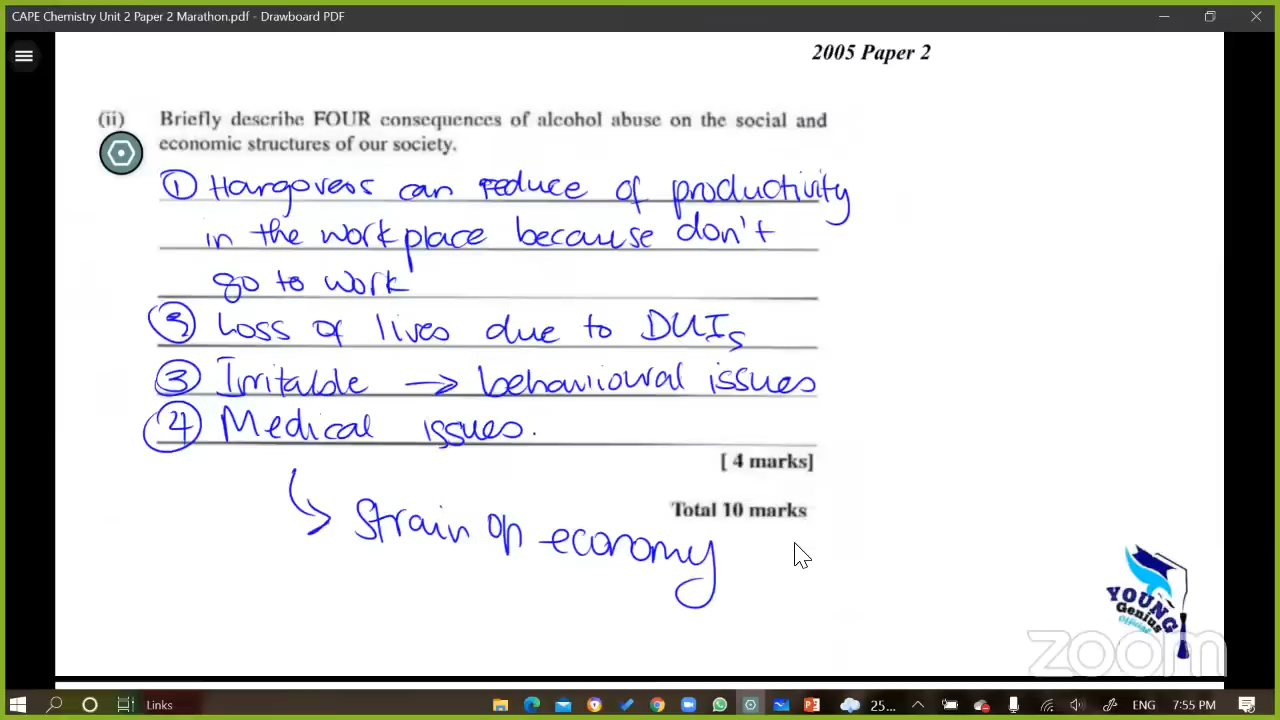 CAPE Chemistry Unit 2 Paper 2 Marathon.pdf - Drawboard PDF
2005 Paper 2
(ii) Briefly describe FOUR consequences of alcohol abuse on the social and
economic structures of our society.
① Hangovers can reduce of productivity
in the workplace because don't
go to work
② Loss of lives due to DUIs
③ Irritable → behavioural issues
④ Medical issues.
[ 4 marks]
↳ Strain on economy
Total 10 marks
YOUNG
Genius
Official
zoom
Links
25...
ENG
7:55 PM